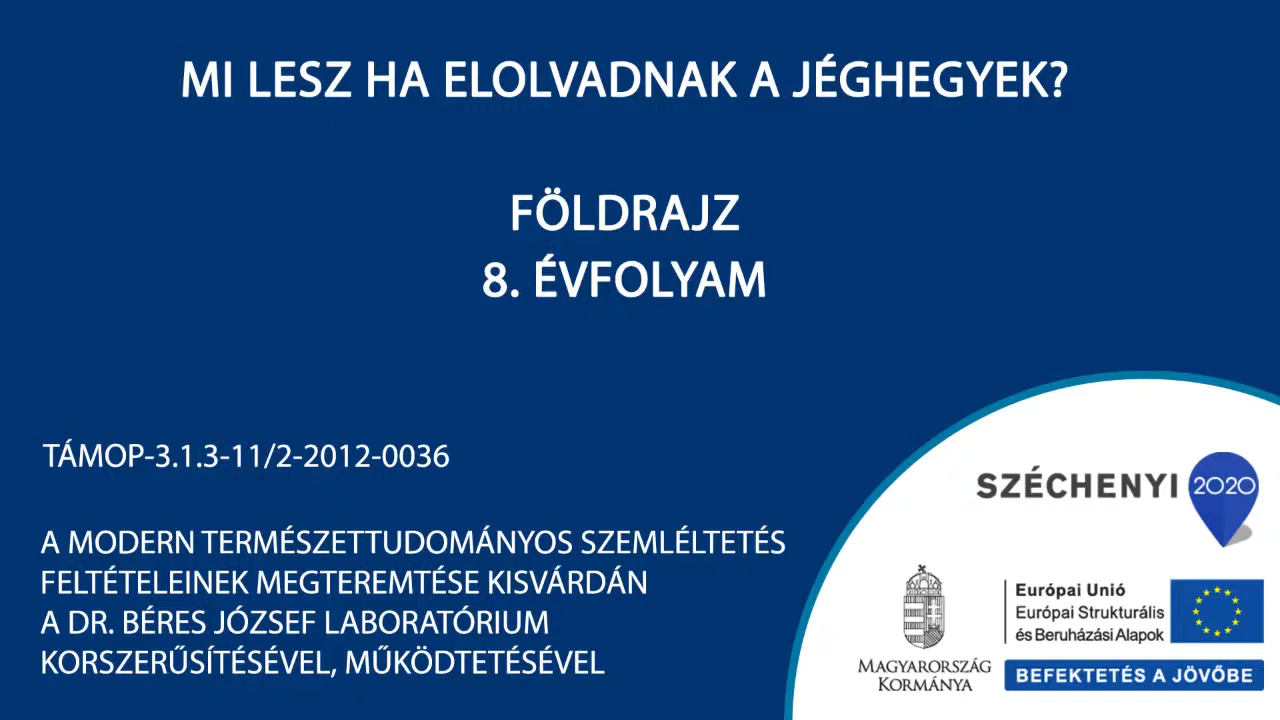 MI LESZ HA ELOLVADNAK A JÉGHEGYEK?
FÖLDRAJZ
8. ÉVFOLYAM
TÁMOP-3.1.3-11/2-2012-0036
A MODERN TERMÉSZETTUDOMÁNYOS SZEMLÉLTETÉS
FELTÉTELEINEK MEGTEREMTÉSE KISVÁRDÁN
A DR. BÉRES JÓZSEF LABORATÓRIUM
KORSZERŰSÍTÉSÉVEL, MŰKÖDTETÉSÉVEL
SZÉCHENYI 2020
MAGYARORSZÁG
KORMÁNYA
Európai Unió
Európai Strukturális
és Beruházási Alapok
BEFEKTETÉS A JÖVŐBE